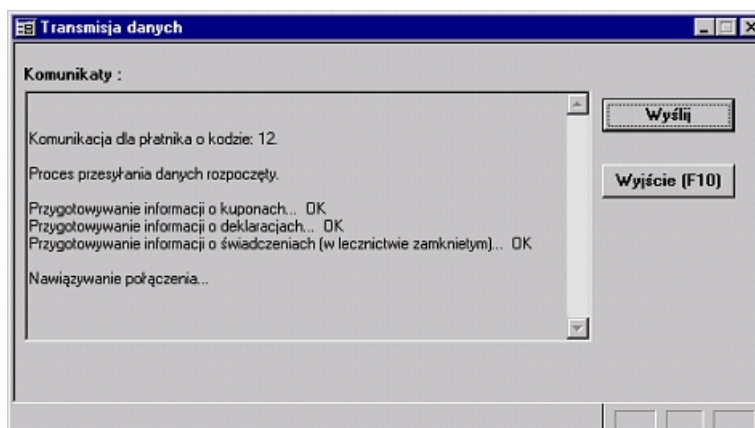 Transmisja danych
Komunikaty :
Komunikacja dla płatnika o kodzie: 12.
Proces przesyłania danych rozpoczęty.
Przygotowywanie informacji o kuponach... OK
Przygotowywanie informacji o deklaracjach... OK
Przygotowywanie informacji o świadczeniach (w lecznictwie zamknietym)... OK
Nawiązywanie połączenia...
Wyślij
Wyjście (F10)